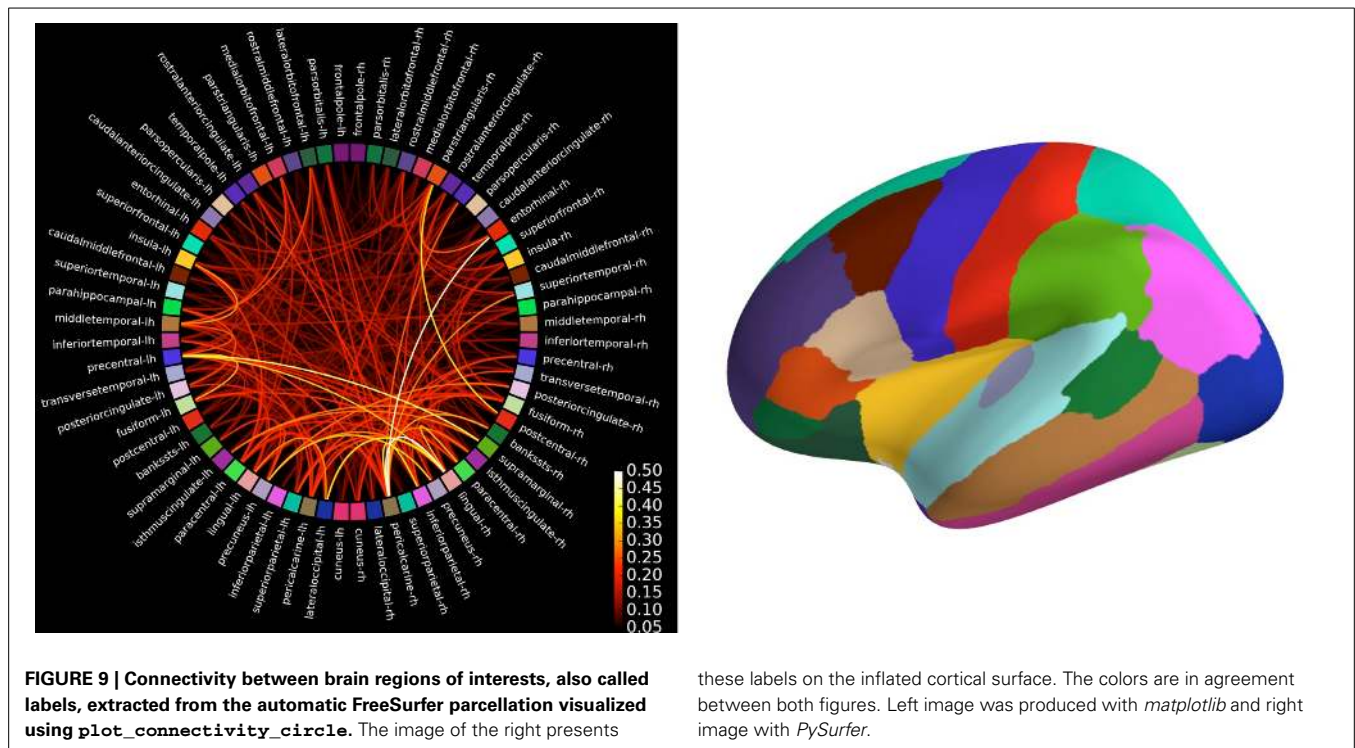 lateralorbitofrontal-lh
rostralmiddlefrontal-lh
medialorbitofrontal-lh
parstriangularis-lh
rostralanteriorcingulate-lh
temporalpole-lh
parsopercularis-lh
caudalanteriorcingulate-lh
entorhinal-lh
superiorfrontal-lh
insula-lh
caudalmiddlefrontal-lh
superiortemporal-lh
parahippocampal-lh
middletemporal-lh
inferiortemporal-lh
precentral-lh
transversetemporal-lh
posteriorcingulate-lh
fusiform-lh
postcentral-lh
bankssts-lh
supramarginal-lh
isthmuscingulate-lh
paracentral-lh
lingual-lh
precuneus-lh
inferiorparietal-lh
superiorparietal-lh
pericalcarine-lh
lateraloccipital-lh
cuneus-lh
cuneus-rh
lateraloccipital-rh
pericalcarine-rh
superiorparietal-rh
inferiorparietal-rh
precuneus-rh
lingual-rh
paracentral-rh
isthmuscingulate-rh
supramarginal-rh
bankssts-rh
postcentral-rh
fusiform-rh
posteriorcingulate-rh
transversetemporal-rh
precentral-rh
inferiortemporal-rh
middletemporal-rh
parahippocampal-rh
superiortemporal-rh
caudalmiddlefrontal-rh
insula-rh
superiorfrontal-rh
entorhinal-rh
caudalanteriorcingulate-rh
parsopercularis-rh
temporalpole-rh
rostralanteriorcingulate-rh
parstriangularis-rh
medialorbitofrontal-rh
rostralmiddlefrontal-rh
lateralorbitofrontal-rh
parsorbitalis-rh
frontalpole-rh
frontalpole-lh
parsorbitalis-lh
0.50
0.45
0.40
0.35
0.30
0.25
0.20
0.15
0.10
0.05
FIGURE 9 | Connectivity between brain regions of interests, also called
labels, extracted from the automatic FreeSurfer parcellation visualized
using plot_connectivity_circle. The image of the right presents
these labels on the inflated cortical surface. The colors are in agreement
between both figures. Left image was produced with matplotlib and right
image with PySurfer.